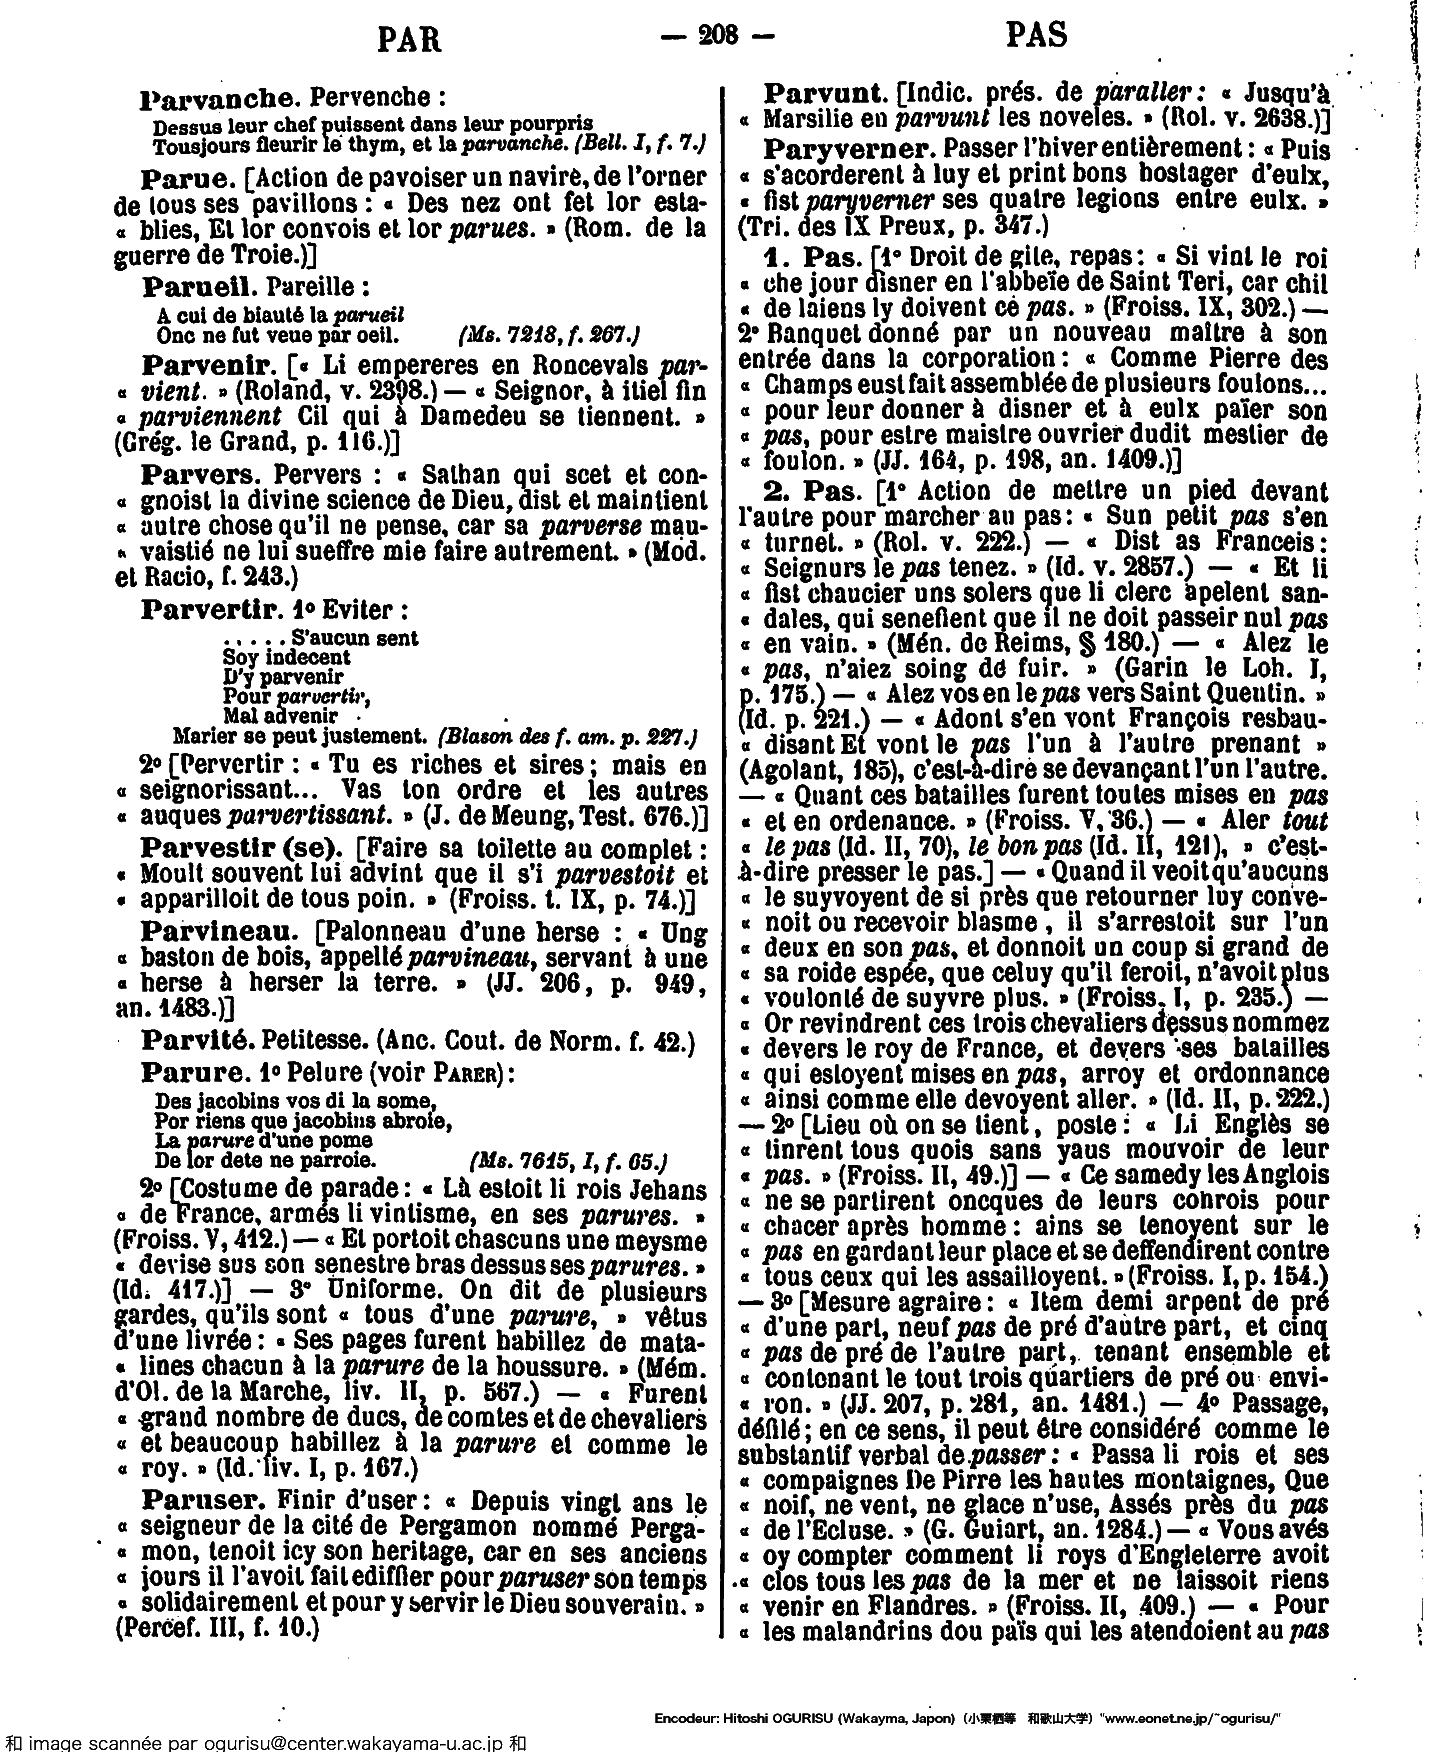 PAR — 208 — PAS
Parvanche. Pervenche :
Dessus leur chef puissent dans leur pourpris
Tousjours fleurir le thym, et la parvanche. (Bell. I, f. 7.)
Parue. [Action de pavoiser un navire, de l'orner
de tous ses pavillons : « Des nez ont fet lor esta-
« blies, Et lor convois et lor parues. » (Rom. de la
guerre de Troie.)]
Parueil. Pareille :
A cui de biauté la parueil
Onc ne fut veue par oeil. (Ms. 7218, f. 267.)
Parvenir. [« Li empereres en Roncevals par-
« vient. » (Roland, v. 2398.) — « Seignor, à itiel fin
« parviennent Cil qui à Damedeu se tiennent. »
(Grég. le Grand, p. 116.)]
Parvers. Pervers : « Sathan qui scet et con-
« gnoist la divine science de Dieu, dist et maintient
« autre chose qu'il ne pense, car sa parverse mau-
« vaistié ne lui sueffre mie faire autrement. » (Mod.
et Racio, f. 243.)
Parvertir. 1º Eviter :
. . . . . S'aucun sent
Soy indecent
D'y parvenir
Pour parvertir,
Mal advenir
Marier se peut justement. (Blason des f. am. p. 227.)
2º [Pervertir : « Tu es riches et sires ; mais en
« seignorissant... Vas ton ordre et les autres
« auques parvertissant. » (J. de Meung, Test. 676.)]
Parvestir (se). [Faire sa toilette au complet :
« Moult souvent lui advint que il s'i parvestoit et
« apparilloit de tous poin. » (Froiss. t. IX, p. 74.)]
Parvineau. [Palonneau d'une herse : « Ung
« baston de bois, appellé parvineau, servant à une
« herse à herser la terre. » (JJ. 206, p. 949,
an. 1483.)]
Parvité. Petitesse. (Anc. Cout. de Norm. f. 42.)
Parure. 1º Pelure (voir PARER) :
Des jacobins vos di la some,
Por riens que jacobins abroie,
La parure d'une pome
De lor dete ne parroie. (Ms. 7615, I, f. 65.)
2º [Costume de parade : « Là estoit li rois Jehans
« de France, armés li vintisme, en ses parures. »
(Froiss. V, 412.) — « Et portoit chascuns une meysme
« devise sus son senestre bras dessus ses parures. »
(Id. 417.)] — 3º Uniforme. On dit de plusieurs
gardes, qu'ils sont « tous d'une parure, » vêtus
d'une livrée : « Ses pages furent habillez de mata-
« lines chacun à la parure de la houssure. » (Mém.
d'Ol. de la Marche, liv. II, p. 567.) — « Furent
« grand nombre de ducs, de comtes et de chevaliers
« et beaucoup habillez à la parure et comme le
« roy. » (Id. liv. I, p. 167.)
Paruser. Finir d'user : « Depuis vingt ans le
« seigneur de la cité de Pergamon nommé Perga-
« mon, tenoit icy son heritage, car en ses anciens
« jours il l'avoit fait ediffier pour paruser son temps
« solidairement et pour y servir le Dieu souverain. »
(Percef. III, f. 10.)
Parvunt. [Indic. prés. de paraller : « Jusqu'à
« Marsilie en parvunt les noveles. » (Rol. v. 2638.)]
Paryverner. Passer l'hiver entièrement : « Puis
« s'acorderent à luy et print bons hostager d'eulx,
« fist paryverner ses quatre legions entre eulx. »
(Tri. des IX Preux, p. 347.)
1. Pas. [1º Droit de gite, repas : « Si vint le roi
« che jour disner en l'abbeïe de Saint Teri, car chil
« de laiens ly doivent ce pas. » (Froiss. IX, 302.) —
2º Banquet donné par un nouveau maître à son
entrée dans la corporation : « Comme Pierre des
« Champs eust fait assemblée de plusieurs foulons...
« pour leur donner à disner et à eulx païer son
« pas, pour estre maistre ouvrier dudit mestier de
« foulon. » (JJ. 164, p. 198, an. 1409.)]
2. Pas. [1º Action de mettre un pied devant
l'autre pour marcher au pas : « Sun petit pas s'en
« turnet. » (Rol. v. 222.) — « Dist as Franceis :
« Seignurs le pas tenez. » (Id. v. 2857.) — « Et li
« fist chaucier uns solers que li clerc apelent san-
« dales, qui senefient que il ne doit passeir nul pas
« en vain. » (Mén. de Reims, § 180.) — « Alez le
« pas, n'aiez soing de fuir. » (Garin le Loh. I,
p. 175.) — « Alez vos en le pas vers Saint Quentin. »
(Id. p. 221.) — « Adont s'en vont François resbau-
« disant Et vont le pas l'un à l'autre prenant »
(Agolant, 185), c'est-à-dire se devançant l'un l'autre.
— « Quant ces batailles furent toutes mises en pas
« et en ordenance. » (Froiss. V, 36.) — « Aler tout
« le pas (Id. II, 70), le bon pas (Id. II, 121), » c'est-
à-dire presser le pas.] — « Quand il veoit qu'aucuns
« le suyvoyent de si près que retourner luy conve-
« noit ou recevoir blasme, il s'arrestoit sur l'un
« deux en son pas, et donnoit un coup si grand de
« sa roide espée, que celuy qu'il feroit, n'avoit plus
« voulonté de suyvre plus. » (Froiss. I, p. 235.) —
« Or revindrent ces trois chevaliers dessus nommez
« devers le roy de France, et devers ses batailles
« qui estoyent mises en pas, arroy et ordonnance
« ainsi comme elle devoyent aller. » (Id. II, p. 222.)
— 2º [Lieu où on se tient, poste : « Li Englès se
« tinrent tous quois sans yaus mouvoir de leur
« pas. » (Froiss. II, 49.)] — « Ce samedy les Anglois
« ne se partirent oncques de leurs cohrois pour
« chacer après homme : ains se tenoyent sur le
« pas en gardant leur place et se deffendirent contre
« tous ceux qui les assailloyent. » (Froiss. I, p. 154.)
— 3º [Mesure agraire : « Item demi arpent de pré
« d'une part, neuf pas de pré d'autre part, et cinq
« pas de pré de l'autre part, tenant ensemble et
« contenant le tout trois quartiers de pré ou envi-
« ron. » (JJ. 207, p. 281, an. 1481.) — 4º Passage,
défilé ; en ce sens, il peut être considéré comme le
substantif verbal de passer : « Passa li rois et ses
« compaignes De Pirre les hautes montaignes, Que
« noif, ne vent, ne glace n'use, Assés près du pas
« de l'Ecluse. » (G. Guiart, an. 1284.) — « Vous avés
« oy compter comment li roys d'Engleterre avoit
« clos tous les pas de la mer et ne laissoit riens
« venir en Flandres. » (Froiss. II, 409.) — « Pour
« les malandrins dou païs qui les atendoient au pas
Encodeur: Hitoshi OGURISU (Wakayma, Japon) (小栗栖等 和歌山大学) "www.eonet.ne.jp/~ogurisu/"
和 image scannée par ogurisu@center.wakayama-u.ac.jp 和